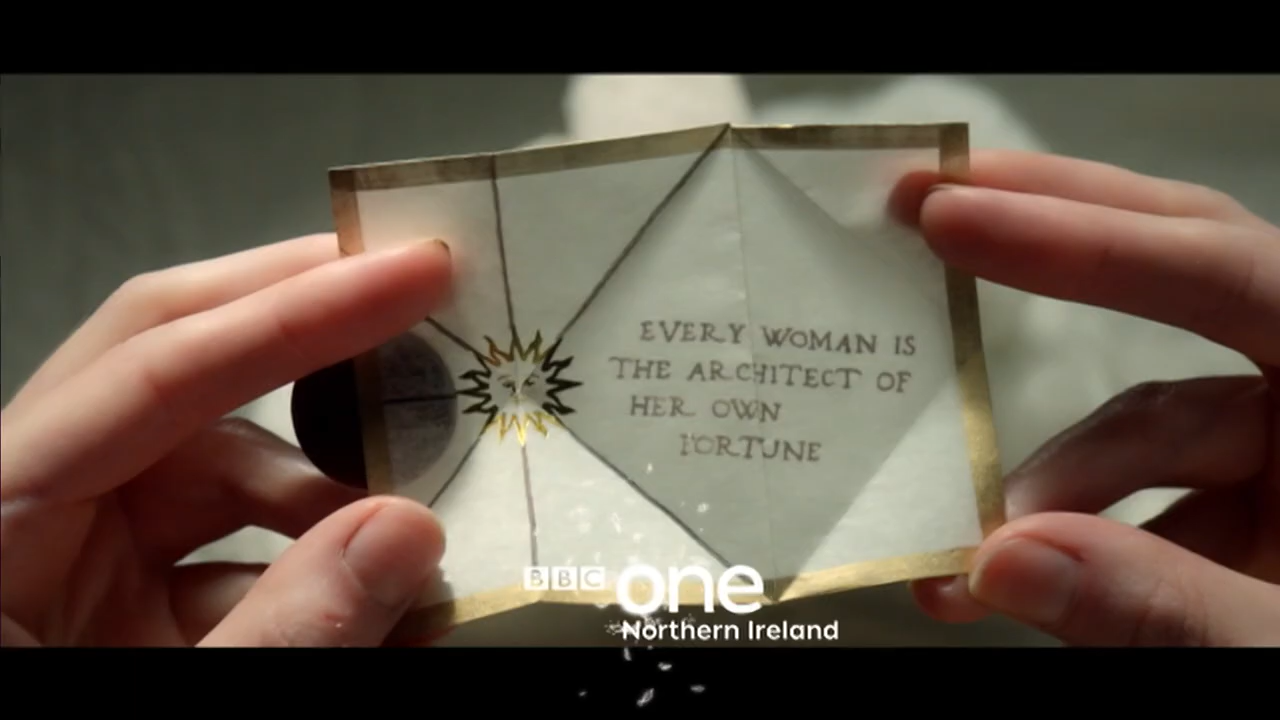 EVERY WOMAN IS
THE ARCHITECT OF
HER OWN
FORTUNE
BBC one
Northern Ireland